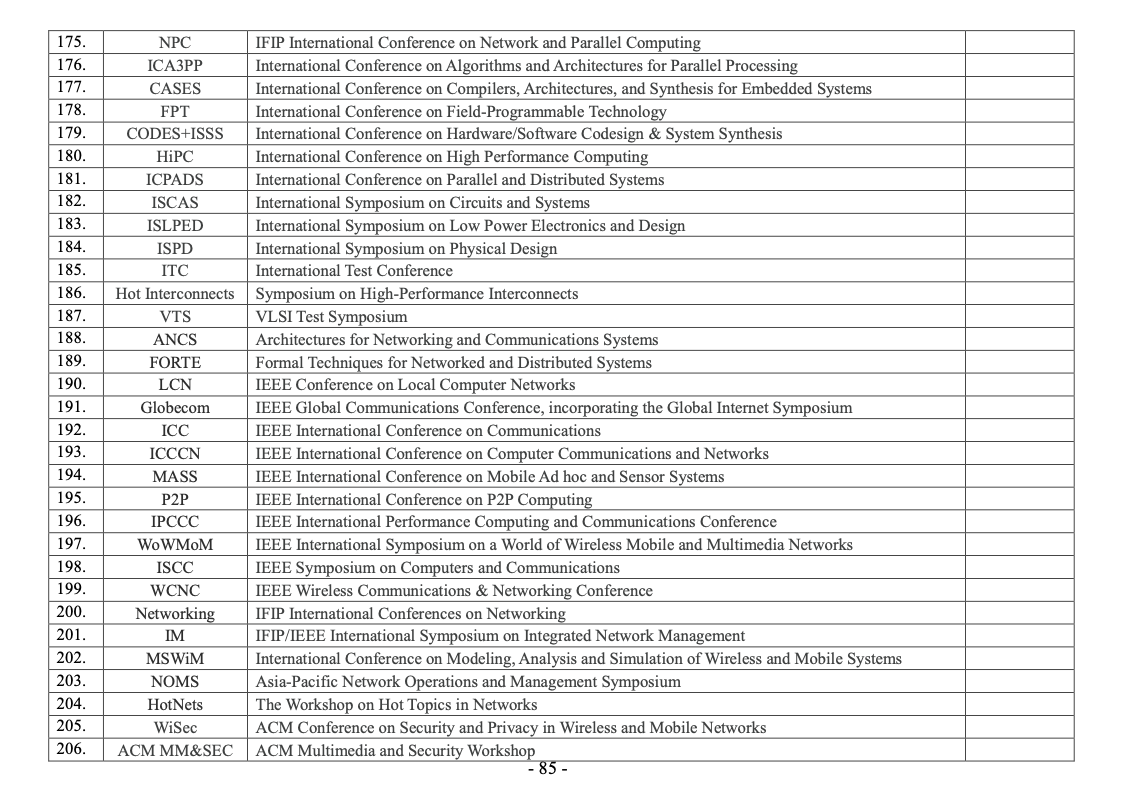 175. NPC IFIP International Conference on Network and Parallel Computing
176. ICA3PP International Conference on Algorithms and Architectures for Parallel Processing
177. CASES International Conference on Compilers, Architectures, and Synthesis for Embedded Systems
178. FPT International Conference on Field-Programmable Technology
179. CODES+ISSS International Conference on Hardware/Software Codesign & System Synthesis
180. HiPC International Conference on High Performance Computing
181. ICPADS International Conference on Parallel and Distributed Systems
182. ISCAS International Symposium on Circuits and Systems
183. ISLPED International Symposium on Low Power Electronics and Design
184. ISPD International Symposium on Physical Design
185. ITC International Test Conference
186. Hot Interconnects Symposium on High-Performance Interconnects
187. VTS VLSI Test Symposium
188. ANCS Architectures for Networking and Communications Systems
189. FORTE Formal Techniques for Networked and Distributed Systems
190. LCN IEEE Conference on Local Computer Networks
191. Globecom IEEE Global Communications Conference, incorporating the Global Internet Symposium
192. ICC IEEE International Conference on Communications
193. ICCCN IEEE International Conference on Computer Communications and Networks
194. MASS IEEE International Conference on Mobile Ad hoc and Sensor Systems
195. P2P IEEE International Conference on P2P Computing
196. IPCCC IEEE International Performance Computing and Communications Conference
197. WoWMoM IEEE International Symposium on a World of Wireless Mobile and Multimedia Networks
198. ISCC IEEE Symposium on Computers and Communications
199. WCNC IEEE Wireless Communications & Networking Conference
200. Networking IFIP International Conferences on Networking
201. IM IFIP/IEEE International Symposium on Integrated Network Management
202. MSWiM International Conference on Modeling, Analysis and Simulation of Wireless and Mobile Systems
203. NOMS Asia-Pacific Network Operations and Management Symposium
204. HotNets The Workshop on Hot Topics in Networks
205. WiSec ACM Conference on Security and Privacy in Wireless and Mobile Networks
206. ACM MM&SEC ACM Multimedia and Security Workshop
- 85 -